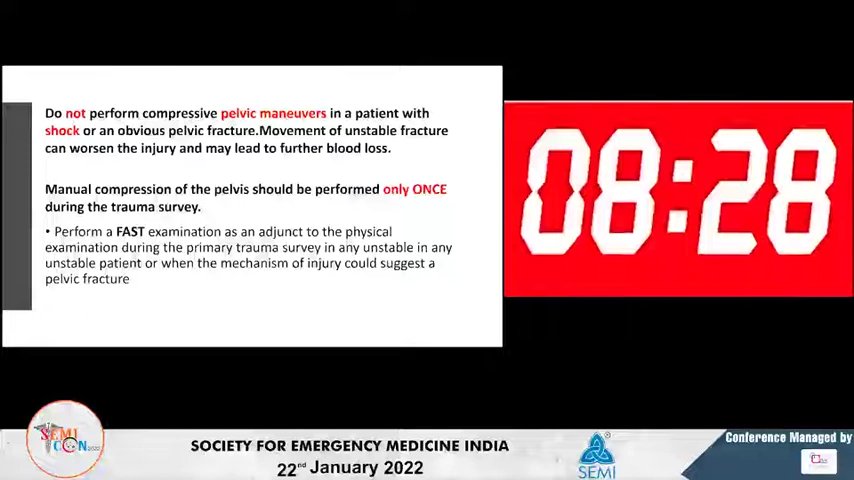 Do not perform compressive pelvic maneuvers in a patient with
shock or an obvious pelvic fracture.Movement of unstable fracture
can worsen the injury and may lead to further blood loss.
Manual compression of the pelvis should be performed only ONCE
during the trauma survey.
• Perform a FAST examination as an adjunct to the physical
examination during the primary trauma survey in any unstable in any
unstable patient or when the mechanism of injury could suggest a
pelvic fracture
08:28
SEMI
CON 2022
SOCIETY FOR EMERGENCY MEDICINE INDIA
22nd January 2022
SEMI
Conference Managed by